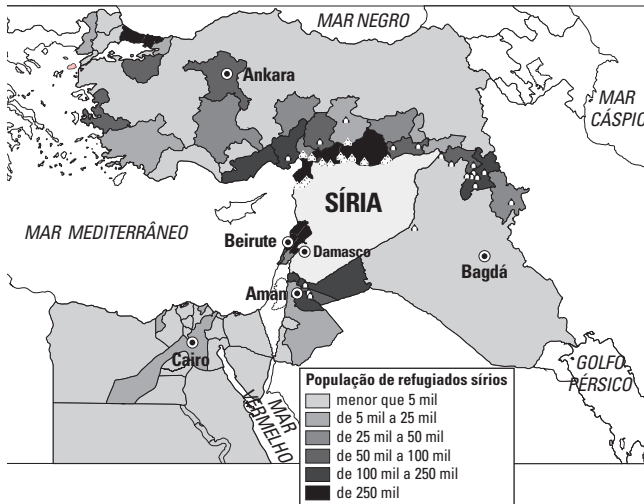 MAR NEGRO
Ankara
MAR
CÁSPIO
SÍRIA
MAR MEDITERRÂNEO
Beirute
Damasco
Bagdá
Amán
Cairo
GOLFO
PÉRSICO
MAR
VERMELHO
População de refugiados sírios
menor que 5 mil
de 5 mil a 25 mil
de 25 mil a 50 mil
de 50 mil a 100 mil
de 100 mil a 250 mil
de 250 mil